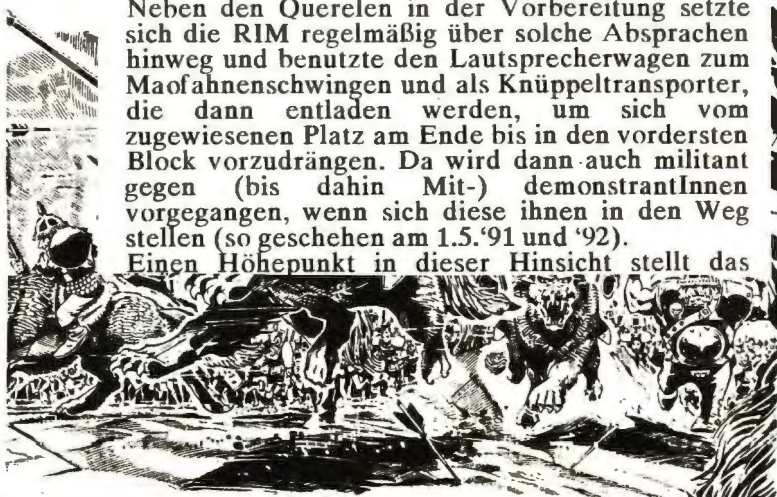 Neben den Querelen in der Vorbereitung setzte
sich die RIM regelmäßig über solche Absprachen
hinweg und benutzte den Lautsprecherwagen zum
Maofahnenschwingen und als Knüppeltransporter,
die dann entladen werden, um sich vom
zugewiesenen Platz am Ende bis in den vordersten
Block vorzudrängen. Da wird dann auch militant
gegen (bis dahin Mit-) demonstrantInnen
vorgegangen, wenn sich diese ihnen in den Weg
stellen (so geschehen am 1.5.‘91 und ‘92).
Einen Höhepunkt in dieser Hinsicht stellt das